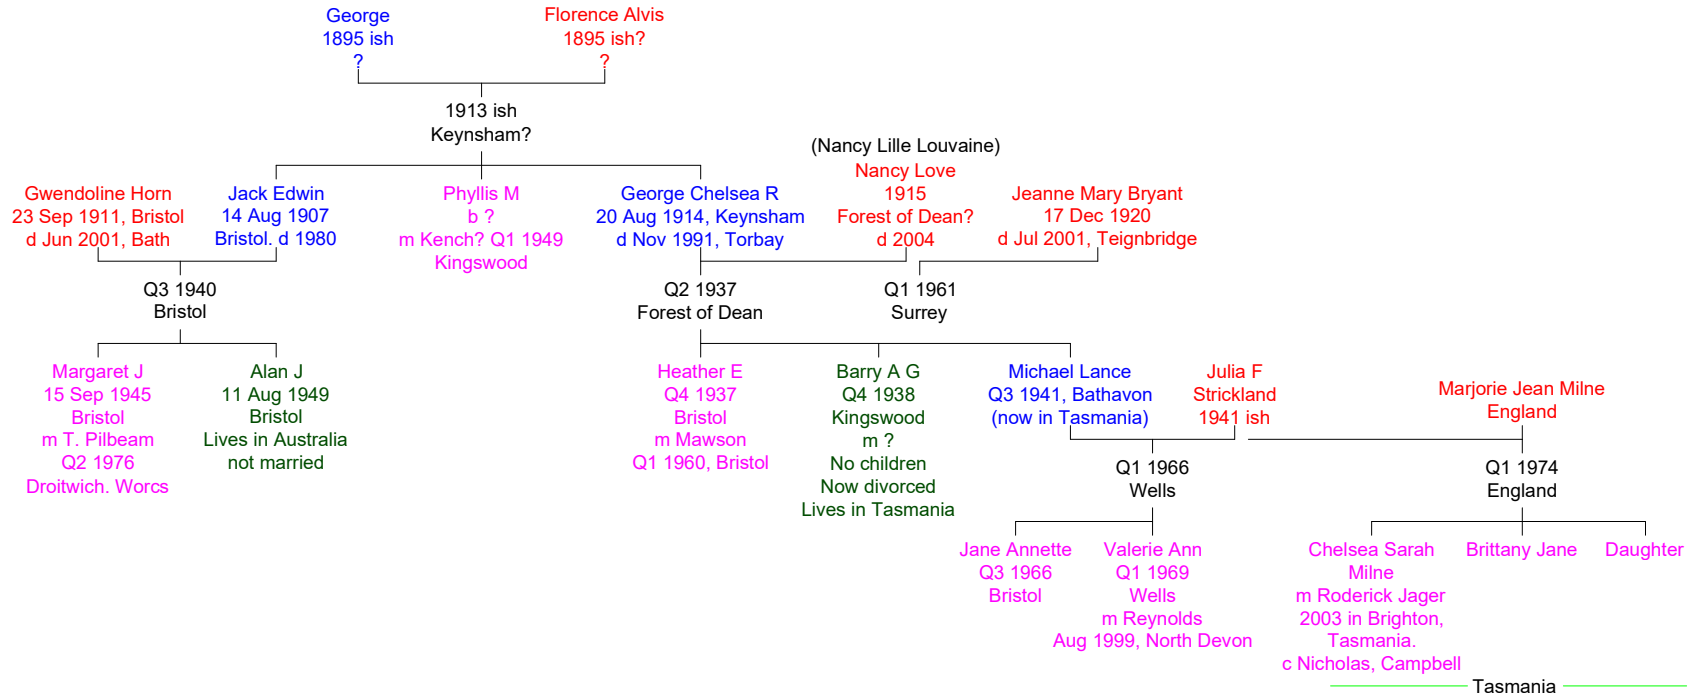 George
1895 ish
?
Florence Alvis
1895 ish?
?
1913 ish
Keynsham?
(Nancy Lille Louvaine)
Gwendoline Horn
23 Sep 1911, Bristol
d Jun 2001, Bath
Jack Edwin
14 Aug 1907
Bristol. d 1980
Phyllis M
b ?
m Kench? Q1 1949
Kingswood
George Chelsea R
20 Aug 1914, Keynsham
d Nov 1991, Torbay
Nancy Love
1915
Forest of Dean?
d 2004
Jeanne Mary Bryant
17 Dec 1920
d Jul 2001, Teignbridge
Q3 1940
Bristol
Q2 1937
Forest of Dean
Q1 1961
Surrey
Margaret J
15 Sep 1945
Bristol
m T. Pilbeam
Q2 1976
Droitwich. Worcs
Alan J
11 Aug 1949
Bristol
Lives in Australia
not married
Heather E
Q4 1937
Bristol
m Mawson
Q1 1960, Bristol
Barry A G
Q4 1938
Kingswood
m ?
No children
Now divorced
Lives in Tasmania
Michael Lance
Q3 1941, Bathavon
(now in Tasmania)
Julia F
Strickland
1941 ish
Marjorie Jean Milne
England
Q1 1966
Wells
Q1 1974
England
Jane Annette
Q3 1966
Bristol
Valerie Ann
Q1 1969
Wells
m Reynolds
Aug 1999, North Devon
Chelsea Sarah
Milne
m Roderick Jager
2003 in Brighton,
Tasmania.
c Nicholas, Campbell
Brittany Jane
Daughter
Tasmania